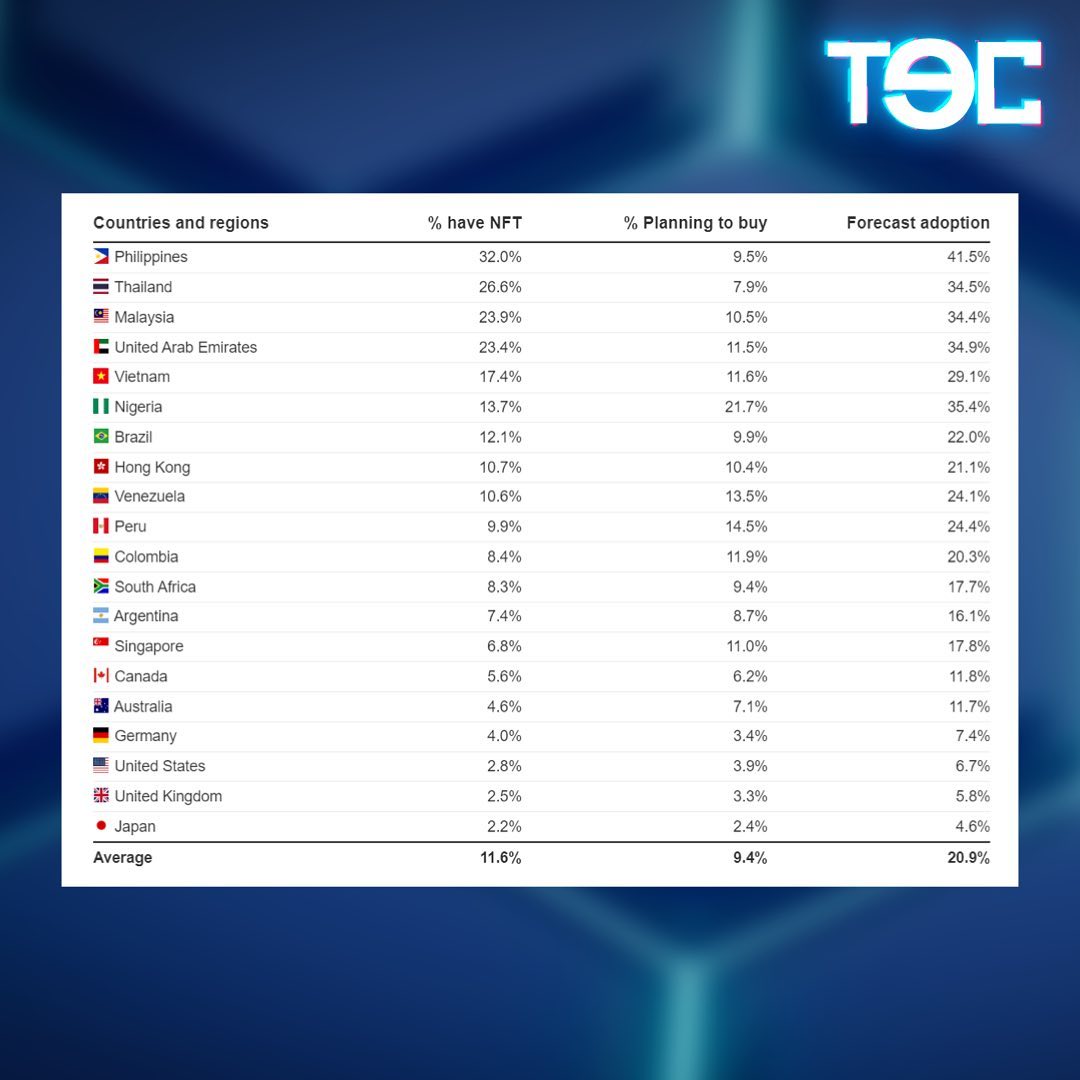 TƏC
Countries and regions % have NFT % Planning to buy Forecast adoption
Philippines 32.0% 9.5% 41.5%
Thailand 26.6% 7.9% 34.5%
Malaysia 23.9% 10.5% 34.4%
United Arab Emirates 23.4% 11.5% 34.9%
Vietnam 17.4% 11.6% 29.1%
Nigeria 13.7% 21.7% 35.4%
Brazil 12.1% 9.9% 22.0%
Hong Kong 10.7% 10.4% 21.1%
Venezuela 10.6% 13.5% 24.1%
Peru 9.9% 14.5% 24.4%
Colombia 8.4% 11.9% 20.3%
South Africa 8.3% 9.4% 17.7%
Argentina 7.4% 8.7% 16.1%
Singapore 6.8% 11.0% 17.8%
Canada 5.6% 6.2% 11.8%
Australia 4.6% 7.1% 11.7%
Germany 4.0% 3.4% 7.4%
United States 2.8% 3.9% 6.7%
United Kingdom 2.5% 3.3% 5.8%
Japan 2.2% 2.4% 4.6%
Average 11.6% 9.4% 20.9%